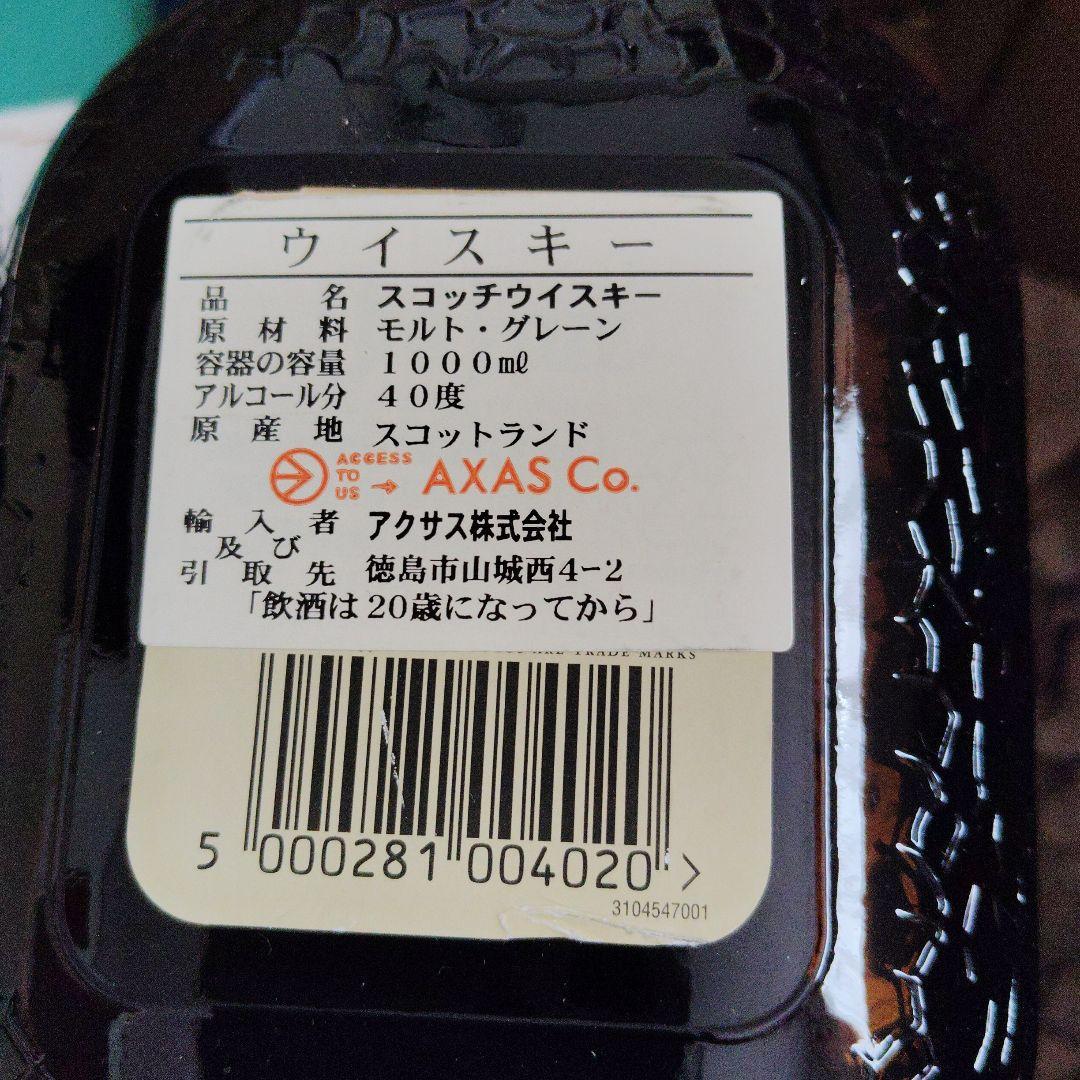 ウイスキー
品名 スコッチウイスキー
原材料 モルト・グレーン
容器の容量 1000㎖
アルコール分 40度
原産地 スコットランド
ACCESS TO US → AXAS Co.
輸入者 アクサス株式会社
及び
引取先 徳島市山城西4-2
「飲酒は20歳になってから」
ARE TRADE MARKS
5 000281 004020 >
3104547001